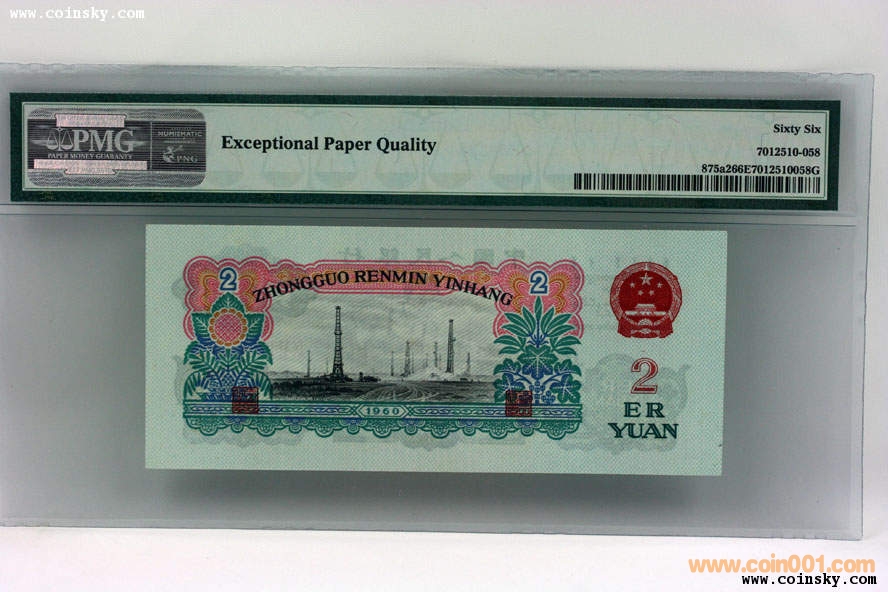 www.coinsky.com
PMG
PAPER MONEY GUARANTY
NUMISMATIC
PNG
Exceptional Paper Quality
Sixty Six
7012510-058
875a266E7012510058G
2
2
ZHONGGUO RENMIN YINHANG
1960
2
ER
YUAN
www.coin001.com
www.coinsky.com